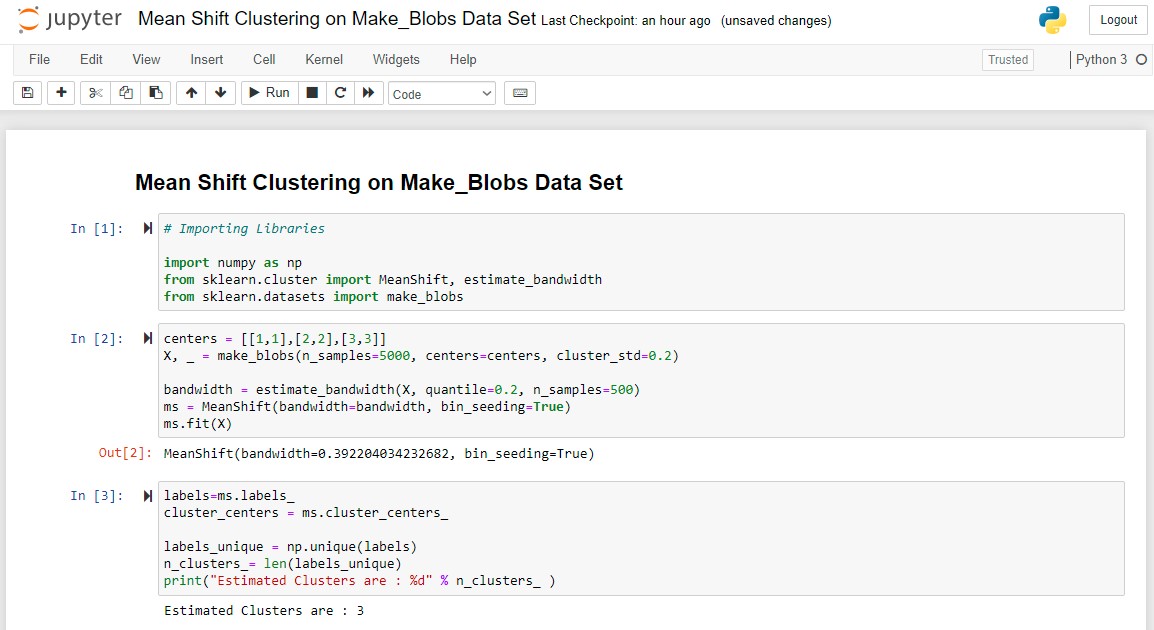 jupyter Mean Shift Clustering on Make_Blobs Data Set Last Checkpoint: an hour ago (unsaved changes) Logout
File Edit View Insert Cell Kernel Widgets Help Trusted Python 3
Run Code
Mean Shift Clustering on Make_Blobs Data Set
In [1]: # Importing Libraries
import numpy as np
from sklearn.cluster import MeanShift, estimate_bandwidth
from sklearn.datasets import make_blobs
In [2]: centers = [[1,1],[2,2],[3,3]]
X, _ = make_blobs(n_samples=5000, centers=centers, cluster_std=0.2)
bandwidth = estimate_bandwidth(X, quantile=0.2, n_samples=500)
ms = MeanShift(bandwidth=bandwidth, bin_seeding=True)
ms.fit(X)
Out[2]: MeanShift(bandwidth=0.392204034232682, bin_seeding=True)
In [3]: labels=ms.labels_
cluster_centers = ms.cluster_centers_
labels_unique = np.unique(labels)
n_clusters_= len(labels_unique)
print("Estimated Clusters are : %d" % n_clusters_ )
Estimated Clusters are : 3